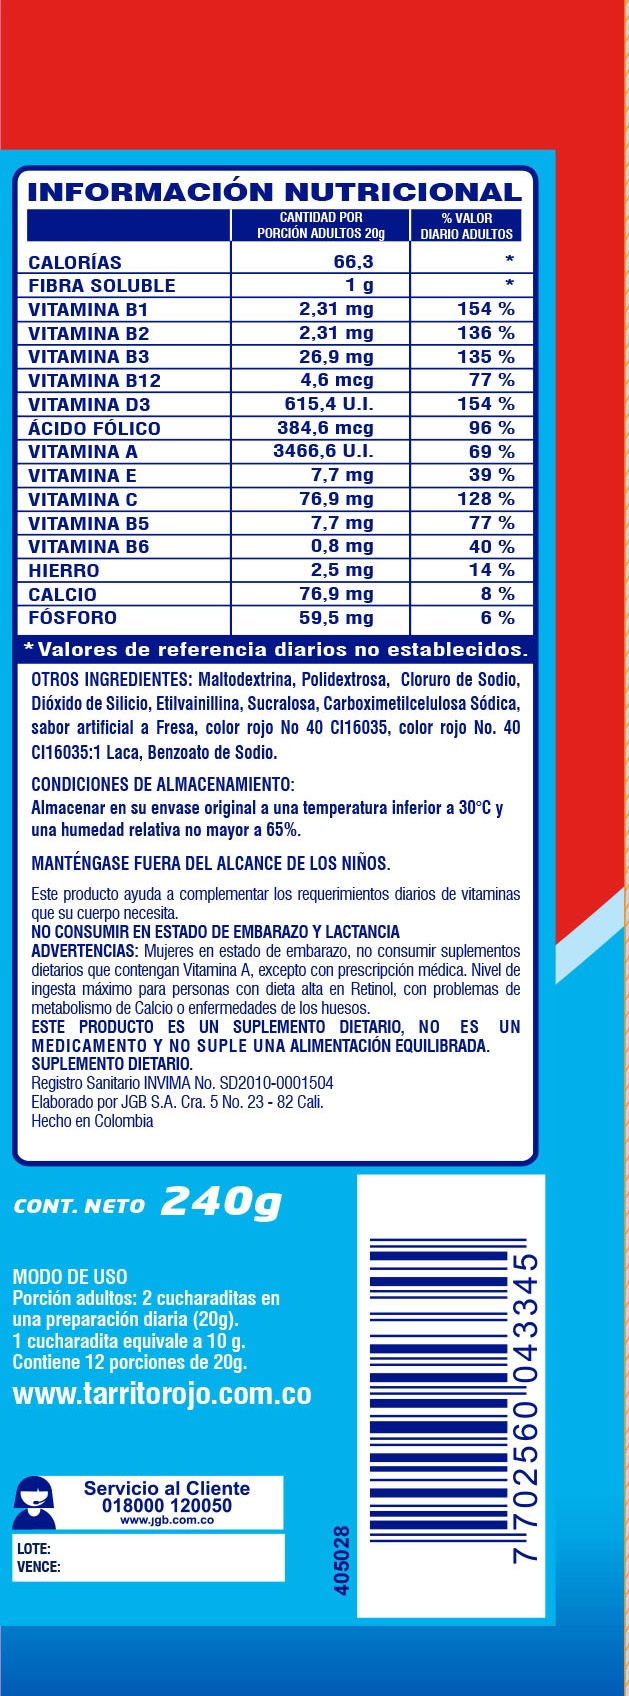 INFORMACIÓN NUTRICIONAL
CANTIDAD POR PORCIÓN ADULTOS 20g % VALOR DIARIO ADULTOS
CALORÍAS 66,3 *
FIBRA SOLUBLE 1 g *
VITAMINA B1 2,31 mg 154 %
VITAMINA B2 2,31 mg 136 %
VITAMINA B3 26,9 mg 135 %
VITAMINA B12 4,6 mcg 77 %
VITAMINA D3 615,4 U.I. 154 %
ÁCIDO FÓLICO 384,6 mcg 96 %
VITAMINA A 3466,6 U.I. 69 %
VITAMINA E 7,7 mg 39 %
VITAMINA C 76,9 mg 128 %
VITAMINA B5 7,7 mg 77 %
VITAMINA B6 0,8 mg 40 %
HIERRO 2,5 mg 14 %
CALCIO 76,9 mg 8 %
FÓSFORO 59,5 mg 6 %
*Valores de referencia diarios no establecidos.
OTROS INGREDIENTES: Maltodextrina, Polidextrosa, Cloruro de Sodio,
Dióxido de Silicio, Etilvainillina, Sucralosa, Carboximetilcelulosa Sódica,
sabor artificial a Fresa, color rojo No 40 CI16035, color rojo No. 40
CI16035:1 Laca, Benzoato de Sodio.
CONDICIONES DE ALMACENAMIENTO:
Almacenar en su envase original a una temperatura inferior a 30°C y
una humedad relativa no mayor a 65%.
MANTÉNGASE FUERA DEL ALCANCE DE LOS NIÑOS.
Este producto ayuda a complementar los requerimientos diarios de vitaminas
que su cuerpo necesita.
NO CONSUMIR EN ESTADO DE EMBARAZO Y LACTANCIA
ADVERTENCIAS: Mujeres en estado de embarazo, no consumir suplementos
dietarios que contengan Vitamina A, excepto con prescripción médica. Nivel de
ingesta máximo para personas con dieta alta en Retinol, con problemas de
metabolismo de Calcio o enfermedades de los huesos.
ESTE PRODUCTO ES UN SUPLEMENTO DIETARIO, NO ES UN
MEDICAMENTO Y NO SUPLE UNA ALIMENTACIÓN EQUILIBRADA.
SUPLEMENTO DIETARIO.
Registro Sanitario INVIMA No. SD2010-0001504
Elaborado por JGB S.A. Cra. 5 No. 23 - 82 Cali.
Hecho en Colombia
CONT. NETO 240g
MODO DE USO
Porción adultos: 2 cucharaditas en
una preparación diaria (20g).
1 cucharadita equivale a 10 g.
Contiene 12 porciones de 20g.
www.tarritorojo.com.co
Servicio al Cliente
018000 120050
www.jgb.com.co
LOTE:
VENCE:
405028
7 702560 043345